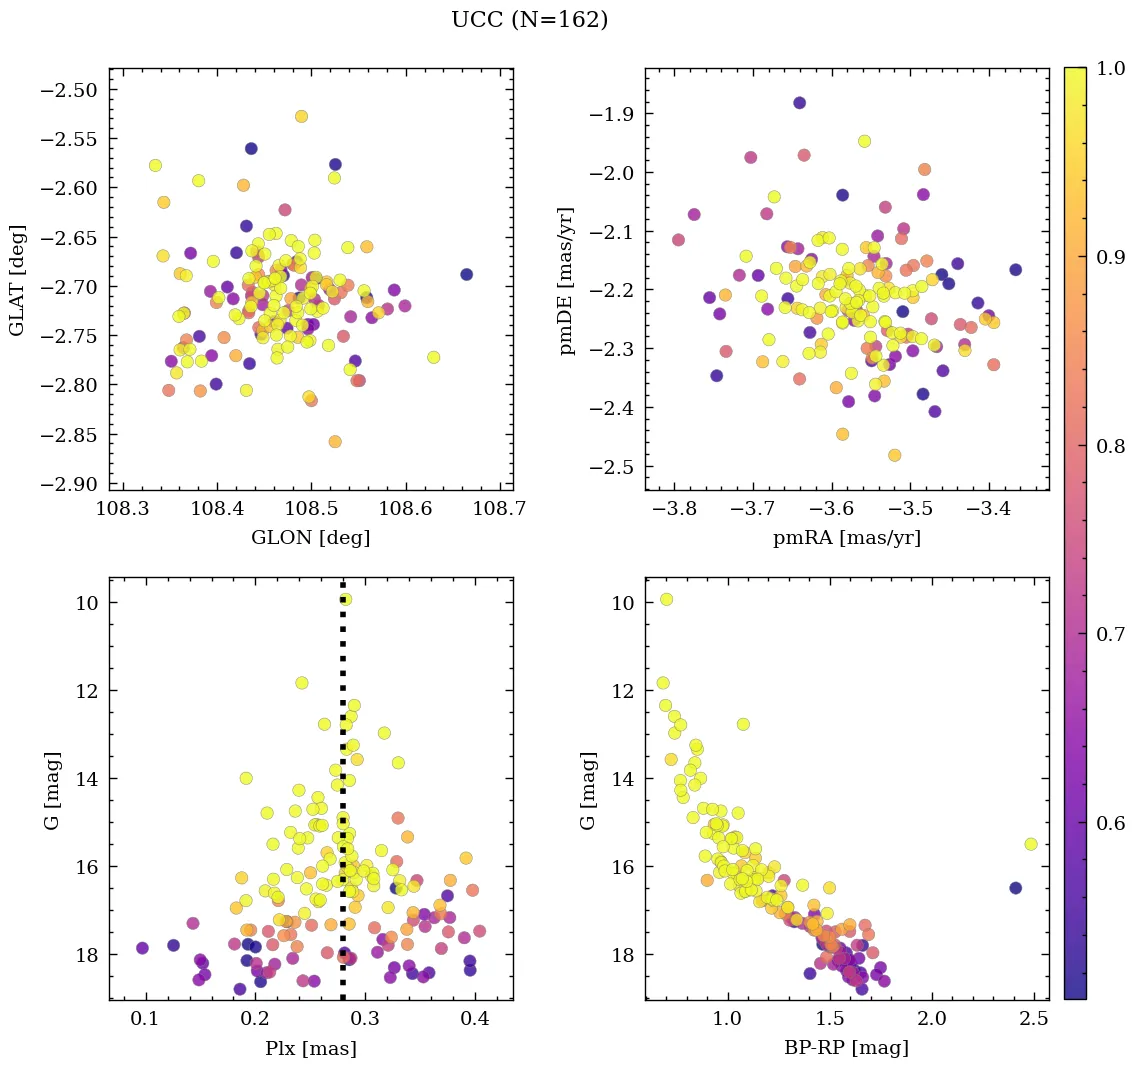 UCC (N=162)
−2.50
−2.55
−2.60
−2.65
−2.70
−2.75
−2.80
−2.85
−2.90
GLAT [deg]
108.3 108.4 108.5 108.6 108.7
GLON [deg]
−1.9
−2.0
−2.1
−2.2
−2.3
−2.4
−2.5
pmDE [mas/yr]
−3.8 −3.7 −3.6 −3.5 −3.4
pmRA [mas/yr]
10
12
14
16
18
G [mag]
0.1 0.2 0.3 0.4
Plx [mas]
10
12
14
16
18
G [mag]
1.0 1.5 2.0 2.5
BP-RP [mag]
1.0
0.9
0.8
0.7
0.6